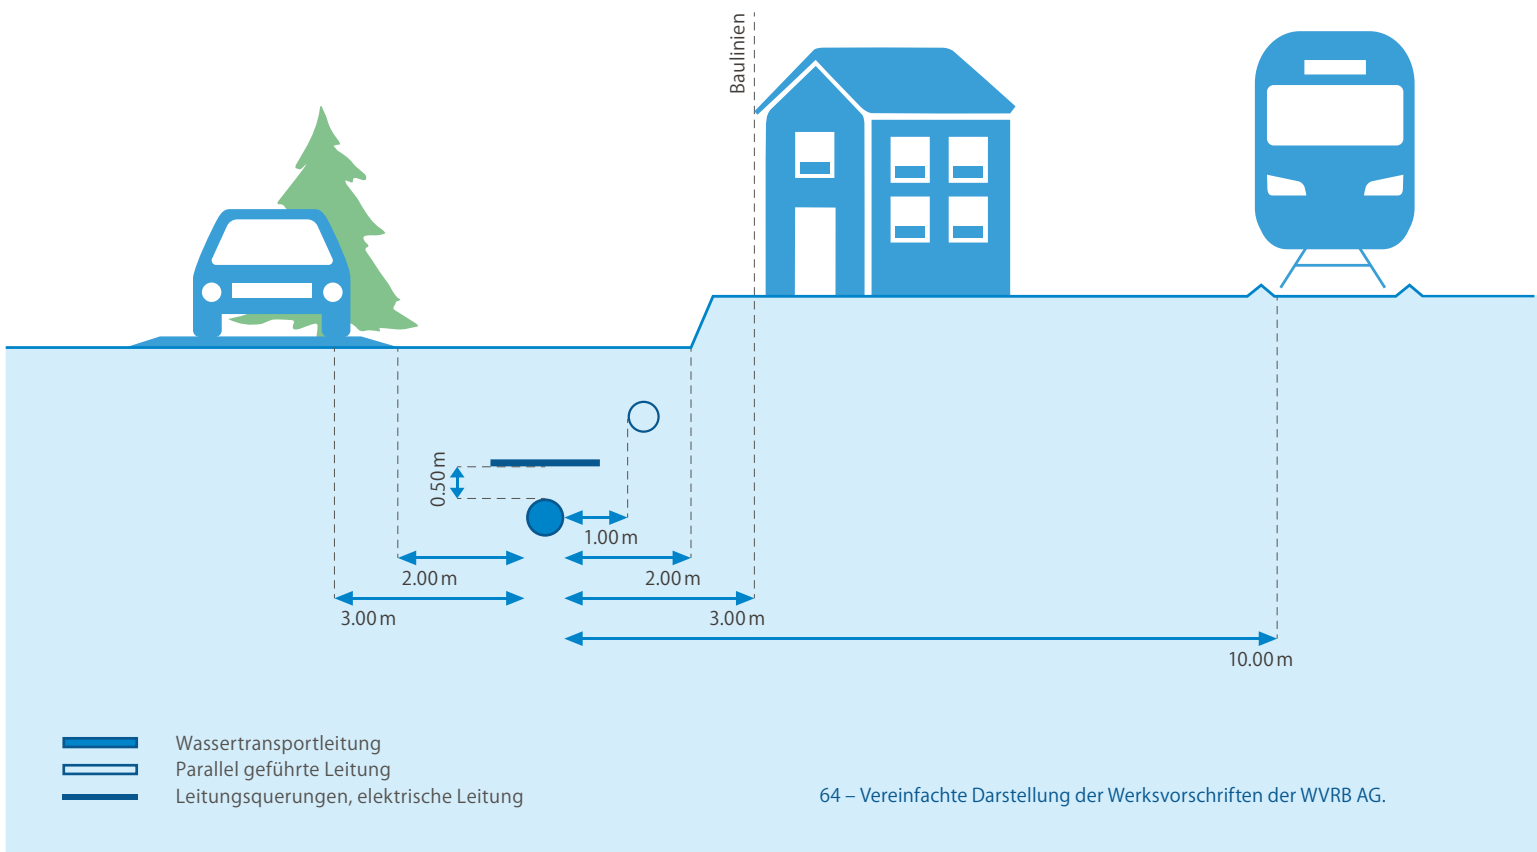 Baulinien
0.50 m
1.00 m
2.00 m
2.00 m
3.00 m
3.00 m
10.00 m
Wassertransportleitung
Parallel geführte Leitung
Leitungsquerungen, elektrische Leitung
64 – Vereinfachte Darstellung der Werksvorschriften der WVRB AG.